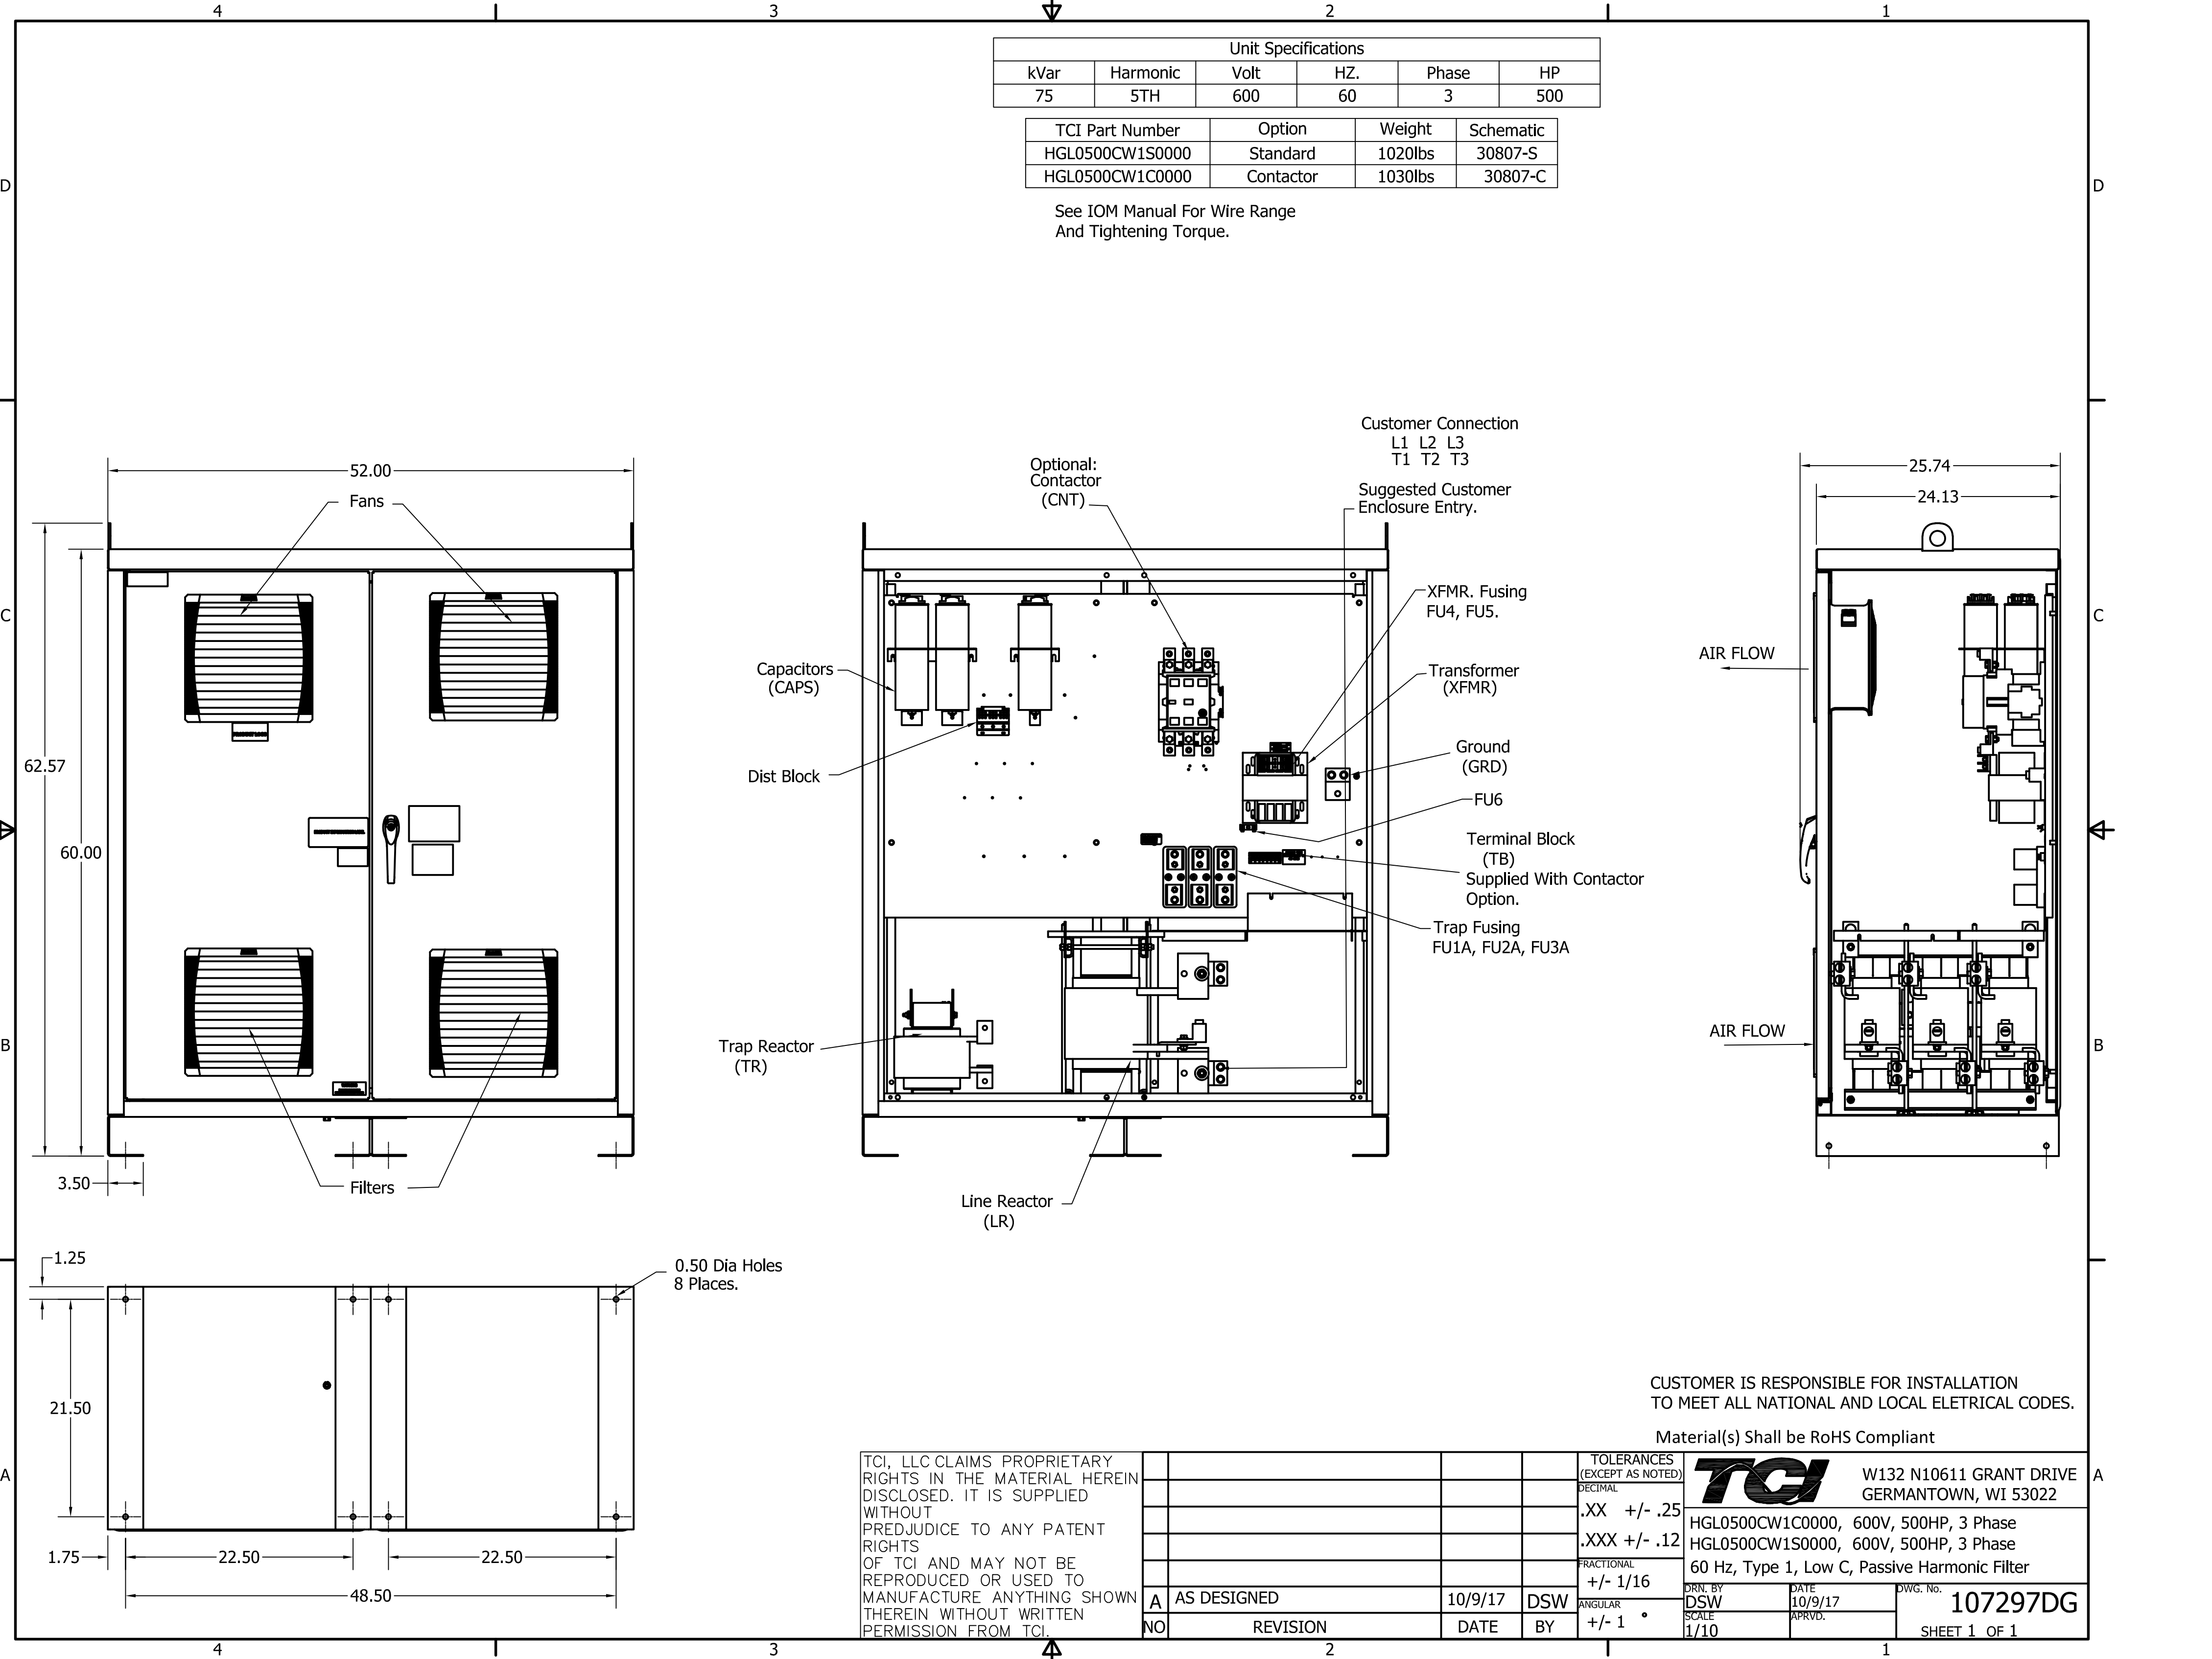 4 3 2 1
Unit Specifications
kVar Harmonic Volt HZ. Phase HP
75 5TH 600 60 3 500
TCI Part Number Option Weight Schematic
HGL0500CW1S0000 Standard 1020lbs 30807-S
HGL0500CW1C0000 Contactor 1030lbs 30807-C
See IOM Manual For Wire Range
And Tightening Torque.
D D
C C
B B
A A
52.00
Fans
62.57
60.00
3.50
Filters
Optional:
Contactor
(CNT)
Customer Connection
L1 L2 L3
T1 T2 T3
Suggested Customer
Enclosure Entry.
XFMR. Fusing
FU4, FU5.
Capacitors
(CAPS)
Transformer
(XFMR)
Dist Block
Ground
(GRD)
FU6
Terminal Block
(TB)
Supplied With Contactor
Option.
Trap Fusing
FU1A, FU2A, FU3A
Trap Reactor
(TR)
Line Reactor
(LR)
25.74
24.13
AIR FLOW
AIR FLOW
1.25
0.50 Dia Holes
8 Places.
21.50
1.75
22.50
22.50
48.50
CUSTOMER IS RESPONSIBLE FOR INSTALLATION
TO MEET ALL NATIONAL AND LOCAL ELETRICAL CODES.
Material(s) Shall be RoHS Compliant
TCI, LLC CLAIMS PROPRIETARY
RIGHTS IN THE MATERIAL HEREIN
DISCLOSED. IT IS SUPPLIED
WITHOUT
PREDJUDICE TO ANY PATENT
RIGHTS
OF TCI AND MAY NOT BE
REPRODUCED OR USED TO
MANUFACTURE ANYTHING SHOWN
THEREIN WITHOUT WRITTEN
PERMISSION FROM TCI.
A AS DESIGNED 10/9/17 DSW
NO REVISION DATE BY
TOLERANCES
(EXCEPT AS NOTED)
DECIMAL
.XX +/- .25
.XXX +/- .12
FRACTIONAL
+/- 1/16
ANGULAR
+/- 1 °
TCI
W132 N10611 GRANT DRIVE
GERMANTOWN, WI 53022
HGL0500CW1C0000, 600V, 500HP, 3 Phase
HGL0500CW1S0000, 600V, 500HP, 3 Phase
60 Hz, Type 1, Low C, Passive Harmonic Filter
DRN. BY
DSW
DATE
10/9/17
DWG. No.
107297DG
SCALE
1/10
APRVD.
SHEET 1 OF 1
4 3 2 1